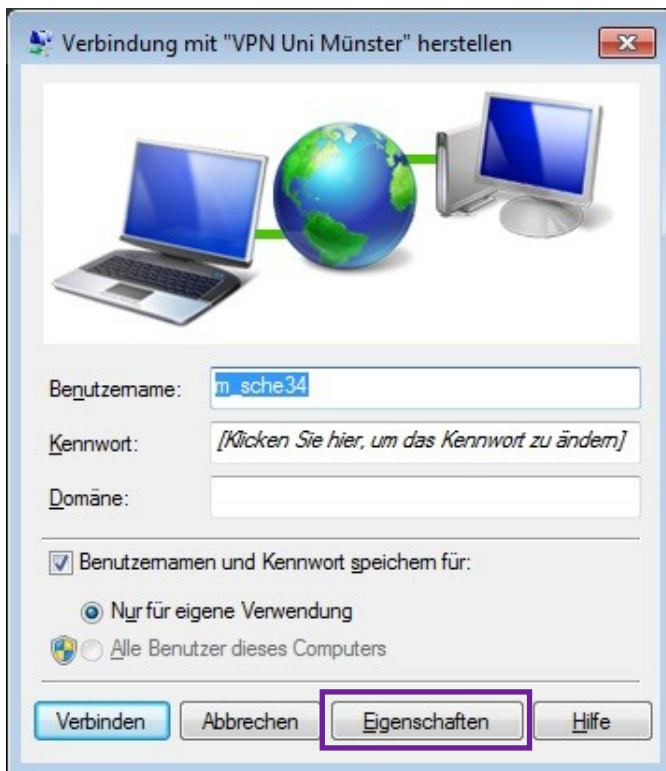 Verbindung mit "VPN Uni Münster" herstellen
Benutzername: m_sche34
Kennwort: [Klicken Sie hier, um das Kennwort zu ändern]
Domäne:
Benutzernamen und Kennwort speichern für:
Nur für eigene Verwendung
Alle Benutzer dieses Computers
Verbinden Abbrechen Eigenschaften Hilfe